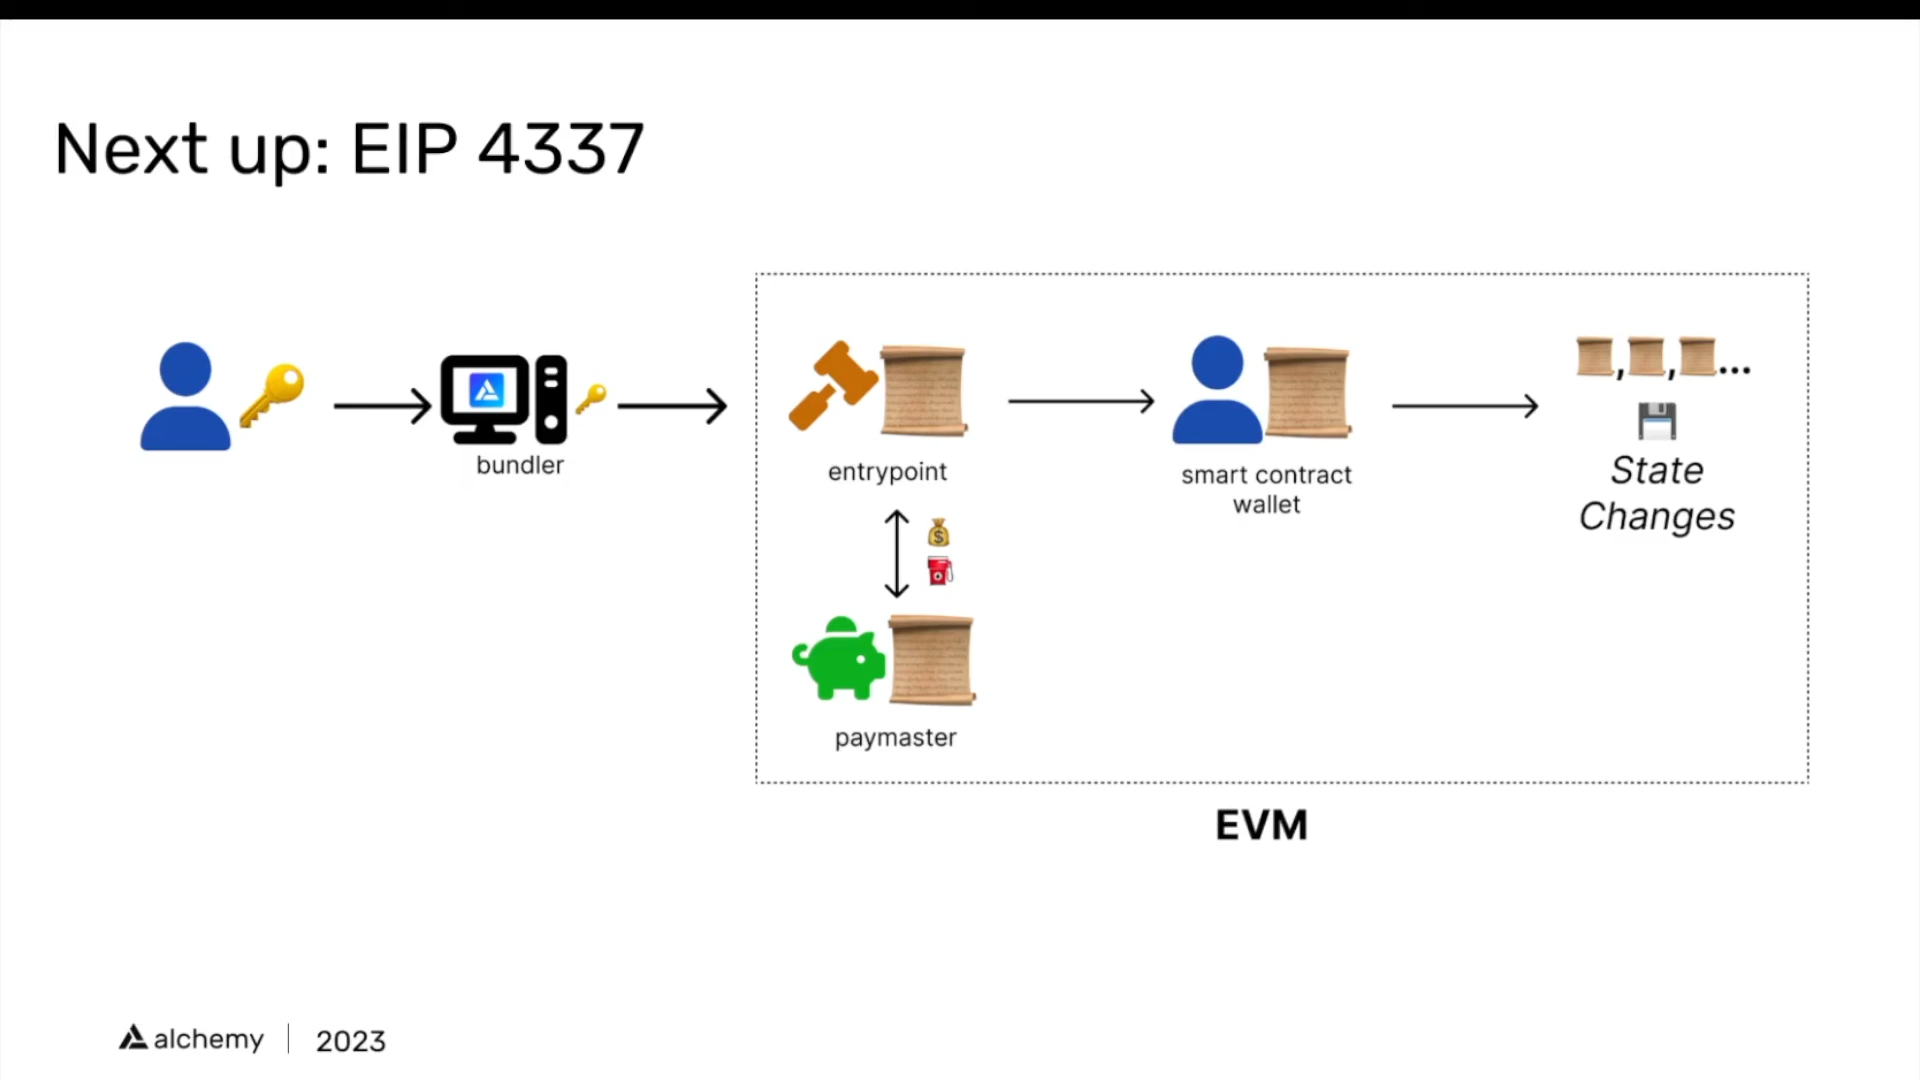 Next up: EIP 4337
bundler
entrypoint
smart contract
wallet
State
Changes
paymaster
EVM
alchemy | 2023